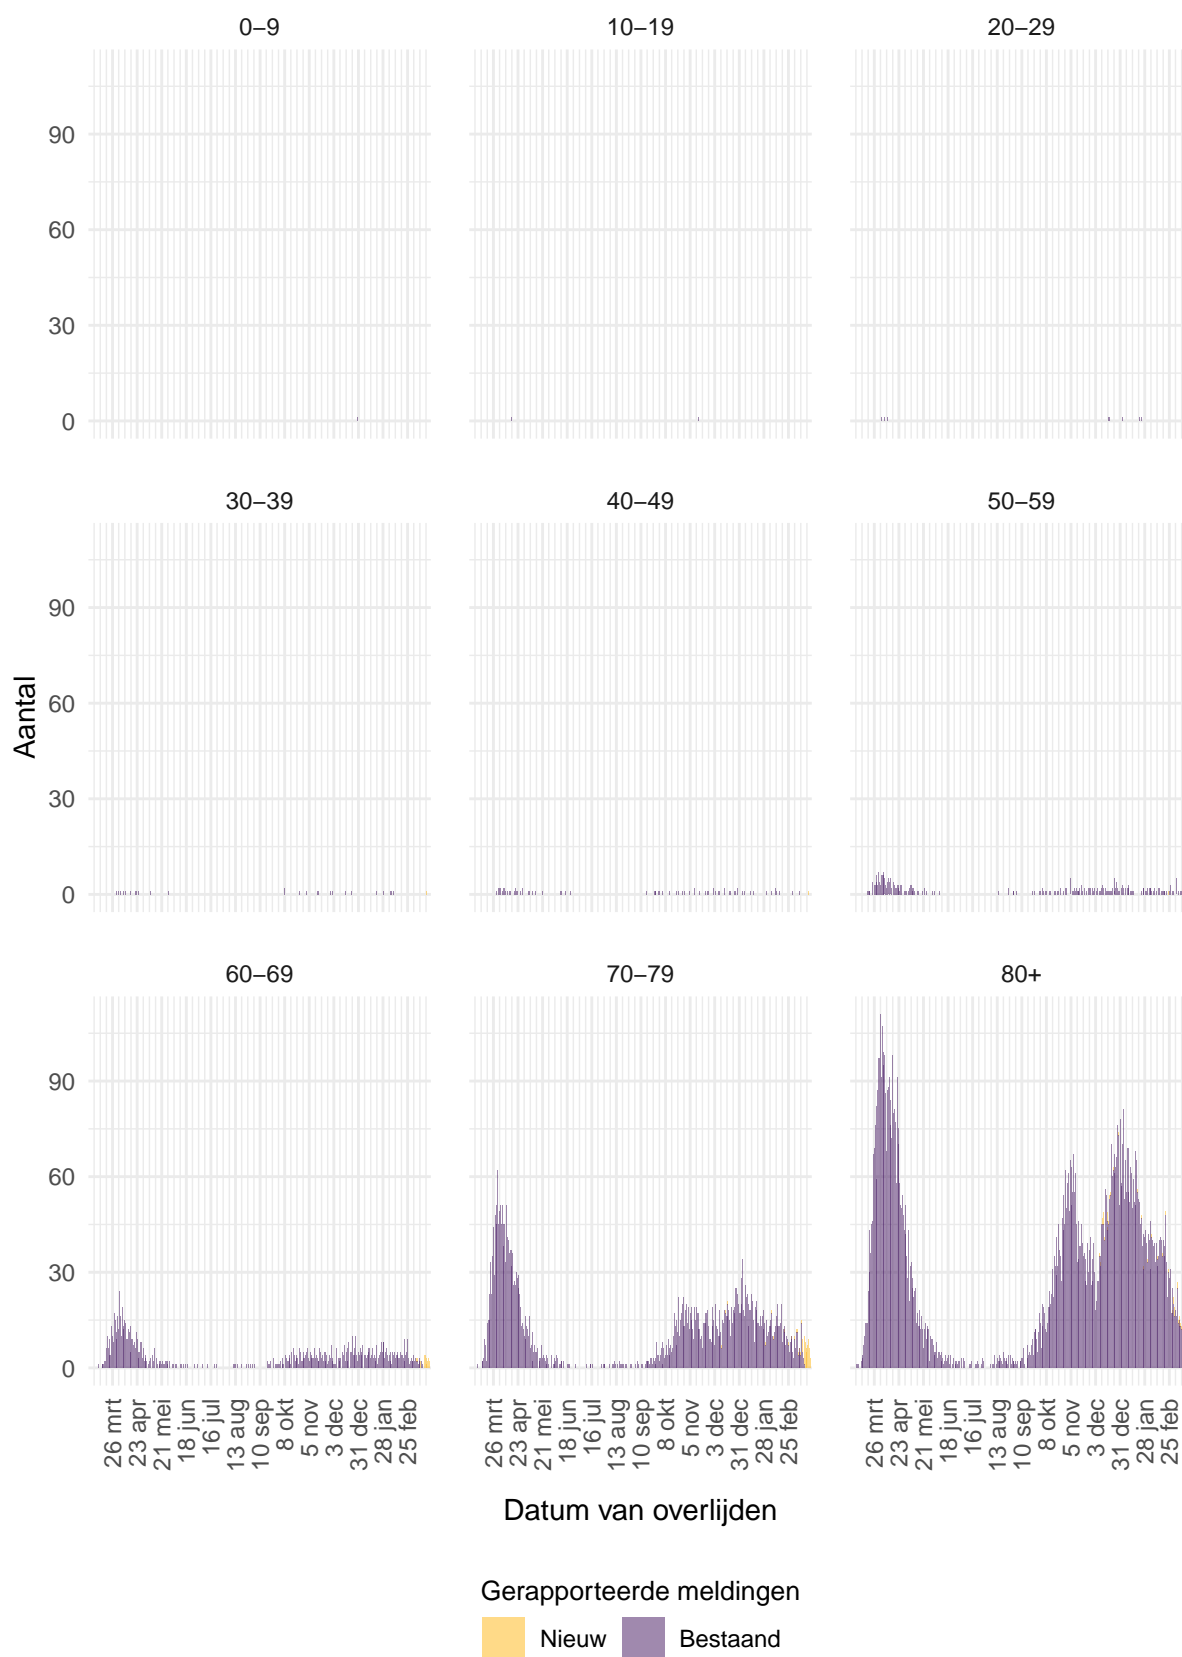 0–9 10–19 20–29
90
60
30
0
30–39 40–49 50–59
90
60
30
0
Aantal
60–69 70–79 80+
90
60
30
0
26 mrt 23 apr 21 mei 18 jun 16 jul 13 aug 10 sep 8 okt 5 nov 3 dec 31 dec 28 jan 25 feb
26 mrt 23 apr 21 mei 18 jun 16 jul 13 aug 10 sep 8 okt 5 nov 3 dec 31 dec 28 jan 25 feb
26 mrt 23 apr 21 mei 18 jun 16 jul 13 aug 10 sep 8 okt 5 nov 3 dec 31 dec 28 jan 25 feb
Datum van overlijden
Gerapporteerde meldingen
Nieuw Bestaand